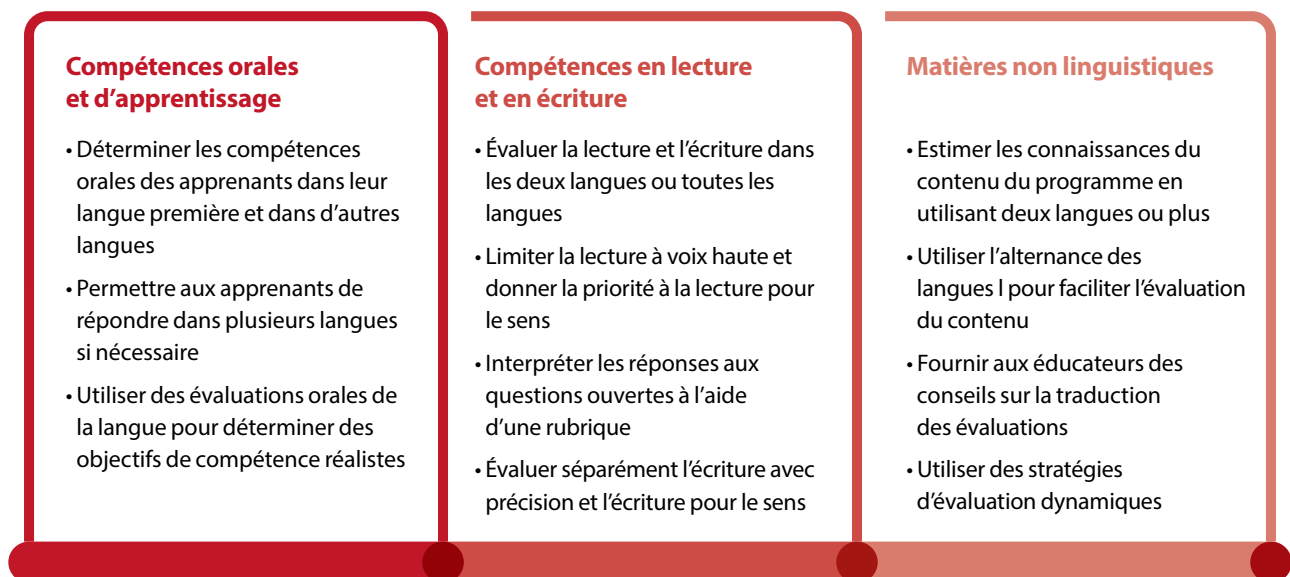 Compétences orales
et d’apprentissage
• Déterminer les compétences
orales des apprenants dans leur
langue première et dans d’autres
langues
• Permettre aux apprenants de
répondre dans plusieurs langues
si nécessaire
• Utiliser des évaluations orales de
la langue pour déterminer des
objectifs de compétence réalistes
Compétences en lecture
et en écriture
• Évaluer la lecture et l’écriture dans
les deux langues ou toutes les
langues
• Limiter la lecture à voix haute et
donner la priorité à la lecture pour
le sens
• Interpréter les réponses aux
questions ouvertes à l’aide
d’une rubrique
• Évaluer séparément l’écriture avec
précision et l’écriture pour le sens
Matières non linguistiques
• Estimer les connaissances du
contenu du programme en
utilisant deux langues ou plus
• Utiliser l’alternance des
langues l pour faciliter l’évaluation
du contenu
• Fournir aux éducateurs des
conseils sur la traduction
des évaluations
• Utiliser des stratégies
d’évaluation dynamiques